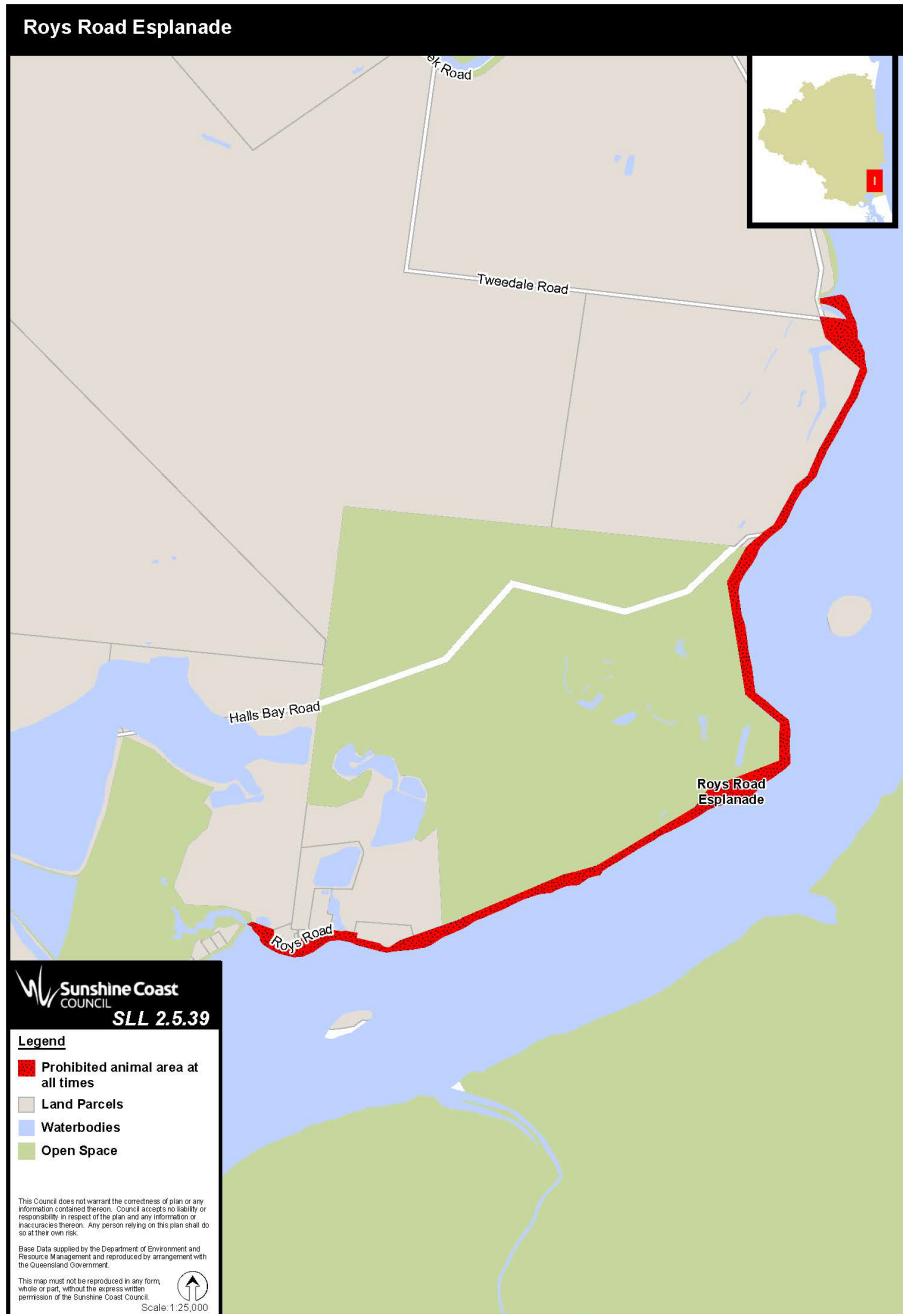 Roys Road Esplanade
ek Road
Tweedale Road
Halls Bay Road
Roys Road
Esplanade
Roys Road
Sunshine Coast
COUNCIL
SLL 2.5.39
Legend
Prohibited animal area at
all times
Land Parcels
Waterbodies
Open Space
This Council does not warrant the correctness of plan or any
information contained thereon. Council accepts no liability or
responsibility in respect of the plan and any information or
inaccuracies thereon. Any person relying on this plan shall do
so at their own risk.
Base Data supplied by the Department of Environment and
Resource Management and reproduced by arrangement with
the Queensland Government.
This map must not be reproduced in any form,
whole or part, without the express written
permission of the Sunshine Coast Council.
Scale: 1:25,000